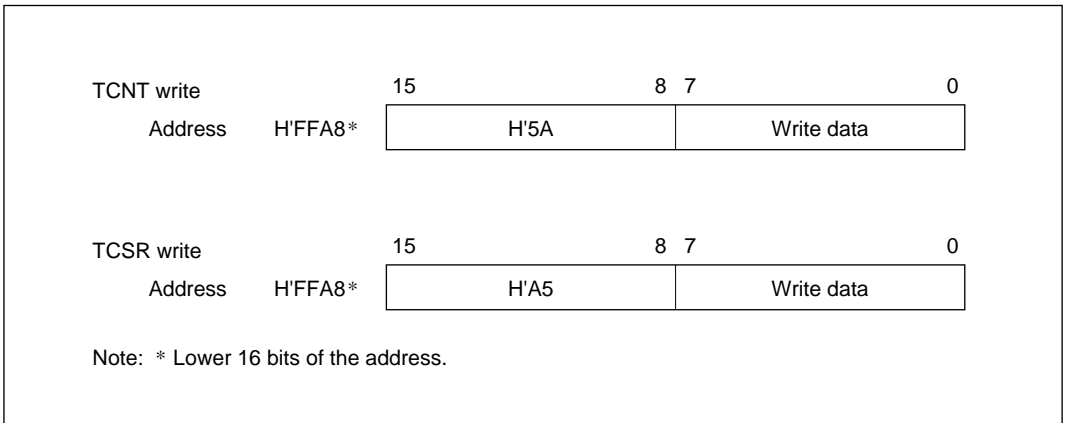 TCNT write 15 8 7 0
Address H'FFA8* H'5A Write data
TCSR write 15 8 7 0
Address H'FFA8* H'A5 Write data
Note: * Lower 16 bits of the address.